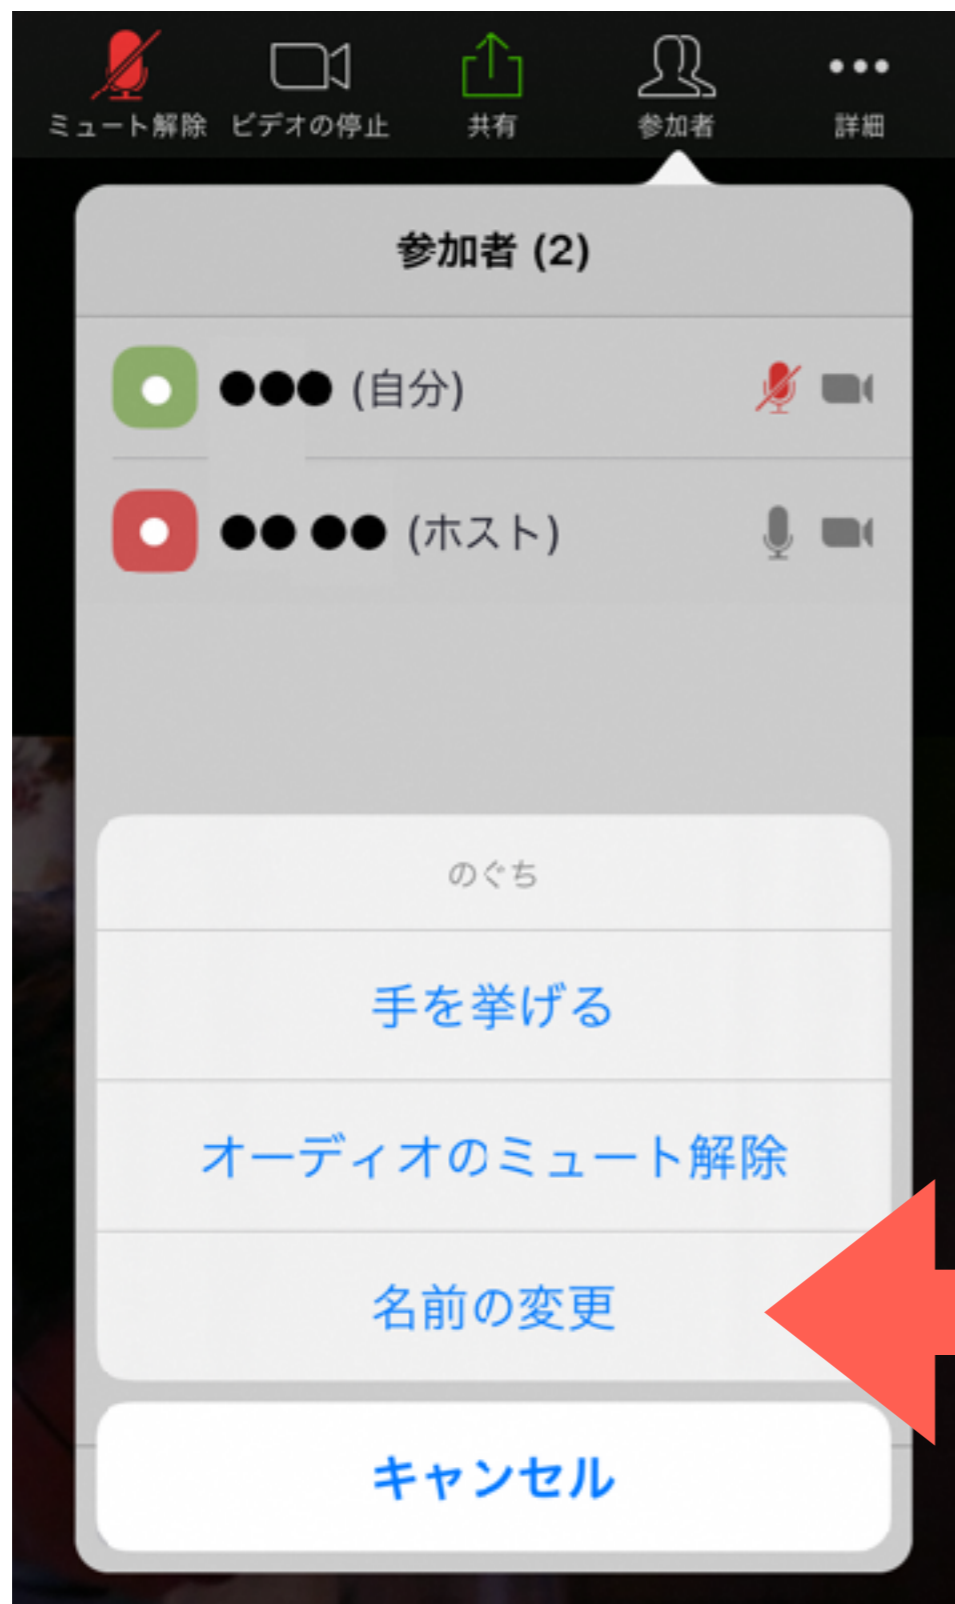 ミュート解除 ビデオの停止 共有 参加者 詳細
参加者 (2)
●●● (自分)
●● ●● (ホスト)
のぐち
手を挙げる
オーディオのミュート解除
名前の変更
キャンセル